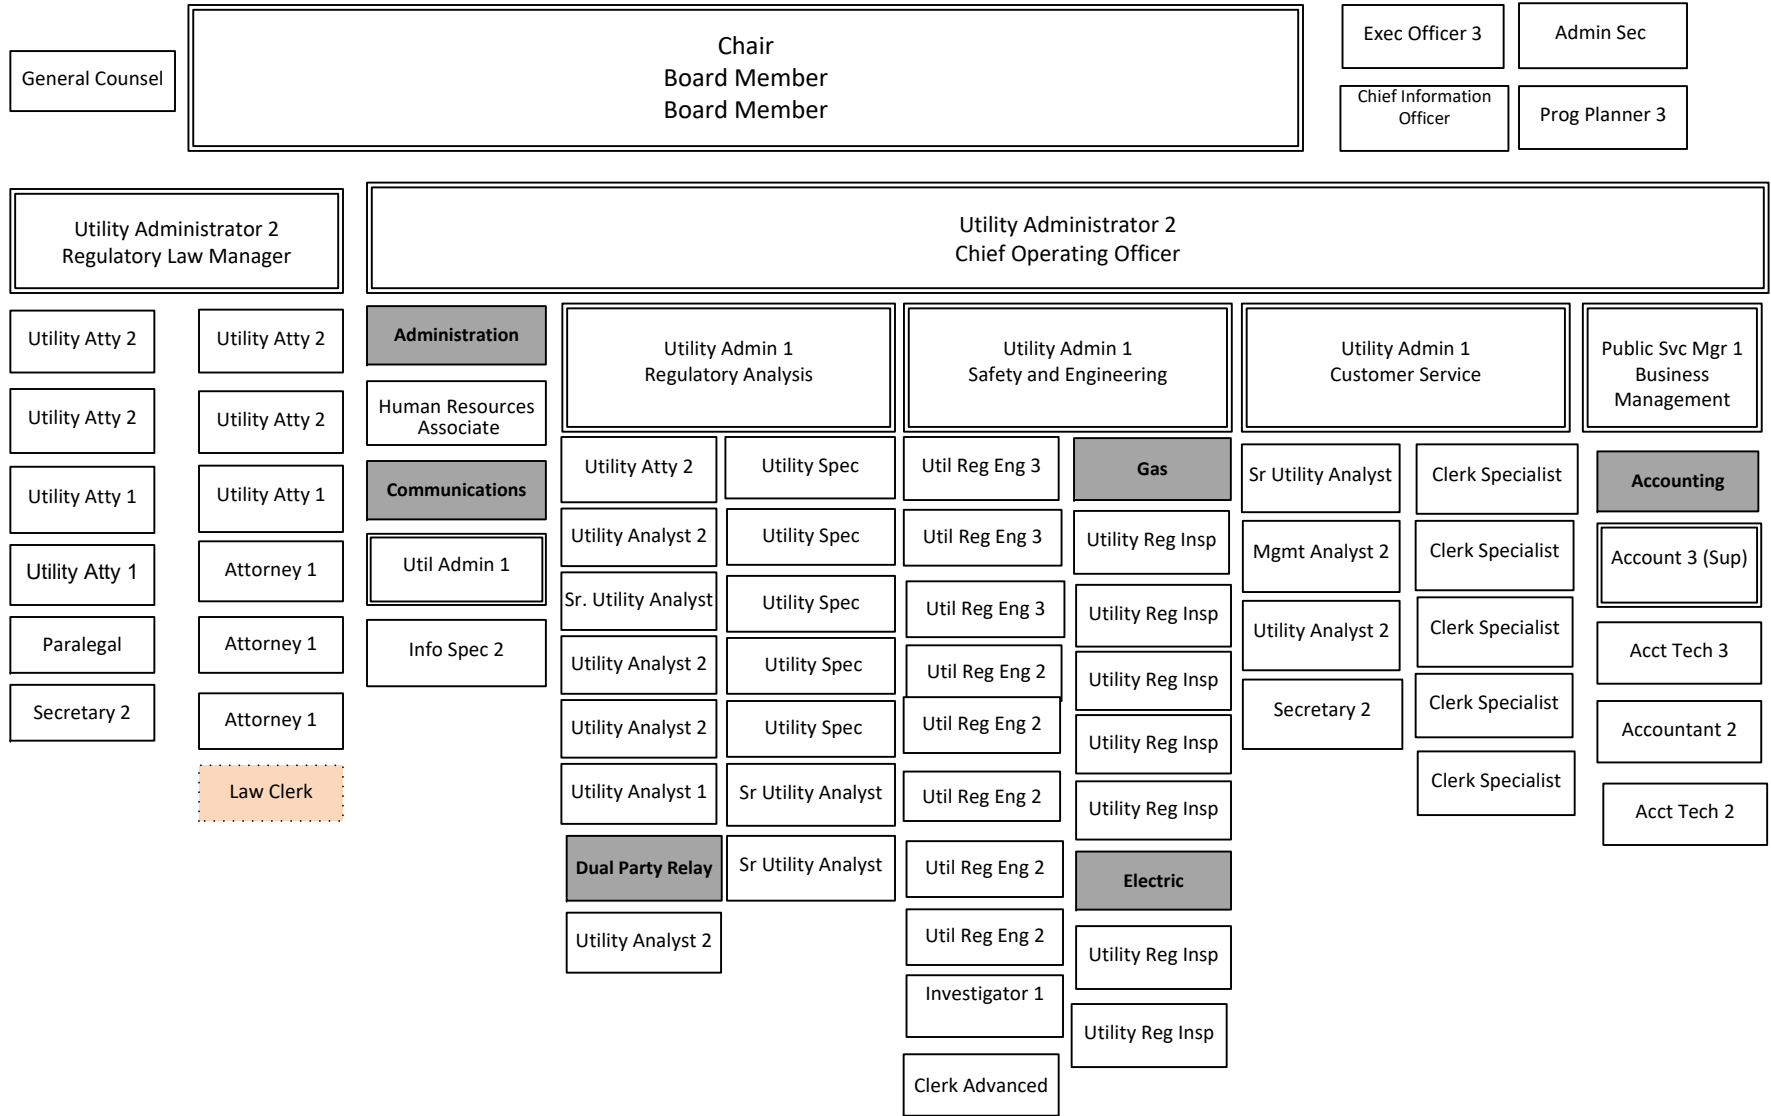 General Counsel
Chair
Board Member
Board Member
Exec Officer 3
Admin Sec
Chief Information
Officer
Prog Planner 3
Utility Administrator 2
Regulatory Law Manager
Utility Administrator 2
Chief Operating Officer
Utility Atty 2
Utility Atty 2
Utility Atty 1
Utility Atty 1
Paralegal
Secretary 2
Utility Atty 2
Utility Atty 2
Utility Atty 1
Attorney 1
Attorney 1
Attorney 1
Law Clerk
Administration
Human Resources
Associate
Communications
Util Admin 1
Info Spec 2
Utility Admin 1
Regulatory Analysis
Utility Atty 2
Utility Analyst 2
Sr. Utility Analyst
Utility Analyst 2
Utility Analyst 2
Utility Analyst 1
Dual Party Relay
Utility Analyst 2
Utility Spec
Utility Spec
Utility Spec
Utility Spec
Utility Spec
Sr Utility Analyst
Sr Utility Analyst
Utility Admin 1
Safety and Engineering
Util Reg Eng 3
Util Reg Eng 3
Util Reg Eng 3
Util Reg Eng 2
Util Reg Eng 2
Util Reg Eng 2
Util Reg Eng 2
Util Reg Eng 2
Investigator 1
Clerk Advanced
Gas
Utility Reg Insp
Utility Reg Insp
Utility Reg Insp
Utility Reg Insp
Utility Reg Insp
Electric
Utility Reg Insp
Utility Reg Insp
Utility Admin 1
Customer Service
Sr Utility Analyst
Mgmt Analyst 2
Utility Analyst 2
Secretary 2
Clerk Specialist
Clerk Specialist
Clerk Specialist
Clerk Specialist
Clerk Specialist
Public Svc Mgr 1
Business
Management
Accounting
Account 3 (Sup)
Acct Tech 3
Accountant 2
Acct Tech 2